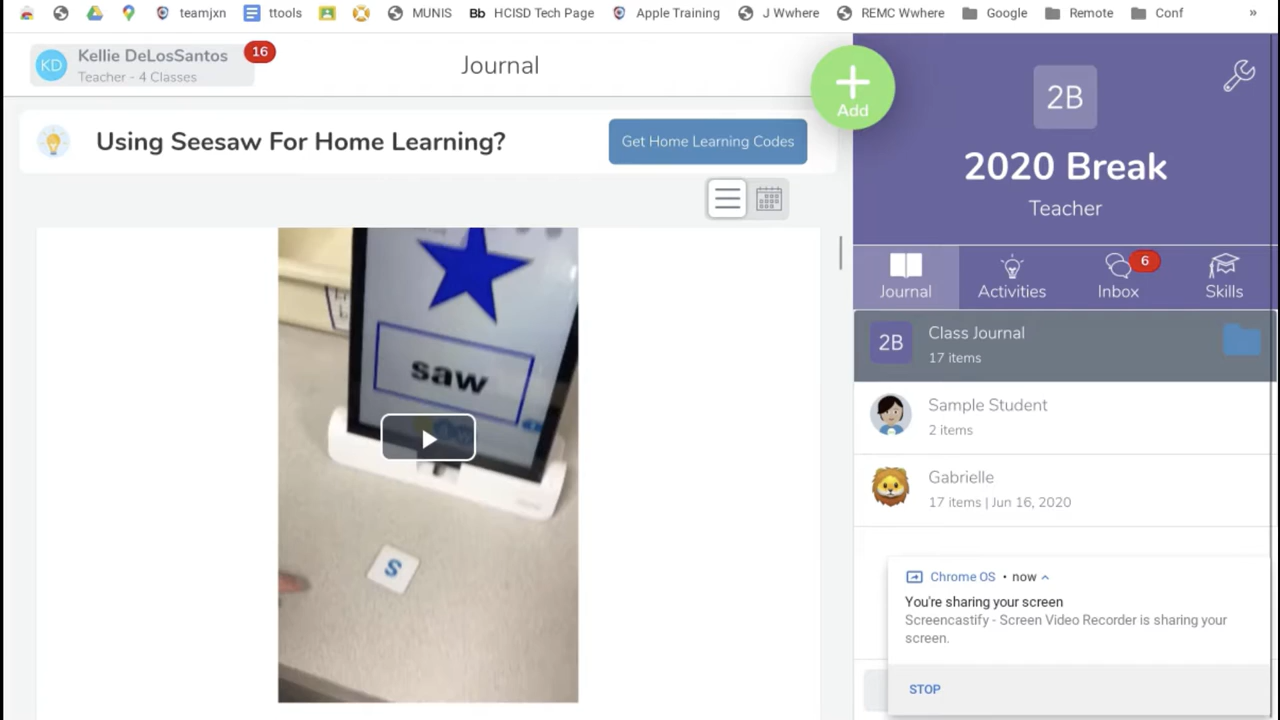 teamjxn
ttools
MUNIS
Bb HCISD Tech Page
Apple Training
J Wwhere
REMC Wwhere
Google
Remote
Conf
»
KD
Kellie DeLosSantos
Teacher - 4 Classes
16
Journal
+
Add
Using Seesaw For Home Learning?
Get Home Learning Codes
saw
S
2B
2020 Break
Teacher
Journal
Activities
Inbox
6
Skills
2B
Class Journal
17 items
Sample Student
2 items
Gabrielle
17 items | Jun 16, 2020
Chrome OS • now
You're sharing your screen
Screencastify - Screen Video Recorder is sharing your
screen.
STOP